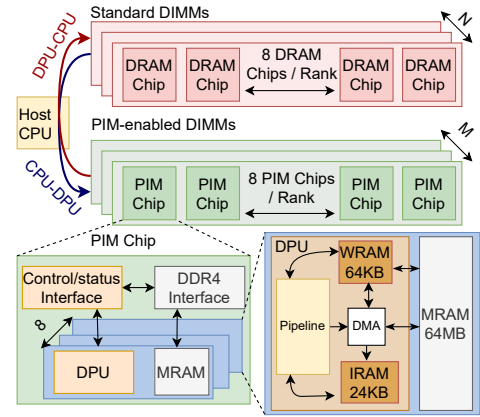 Standard DIMMs
N
DPU-CPU
DRAM
Chip
DRAM
Chip
8 DRAM
Chips / Rank
DRAM
Chip
DRAM
Chip
Host
CPU
PIM-enabled DIMMs
M
CPU-DPU
PIM
Chip
PIM
Chip
8 PIM Chips
/ Rank
PIM
Chip
PIM
Chip
PIM Chip
Control/status
Interface
DDR4
Interface
8
DPU
MRAM
DPU
WRAM
64KB
Pipeline
DMA
MRAM
64MB
IRAM
24KB